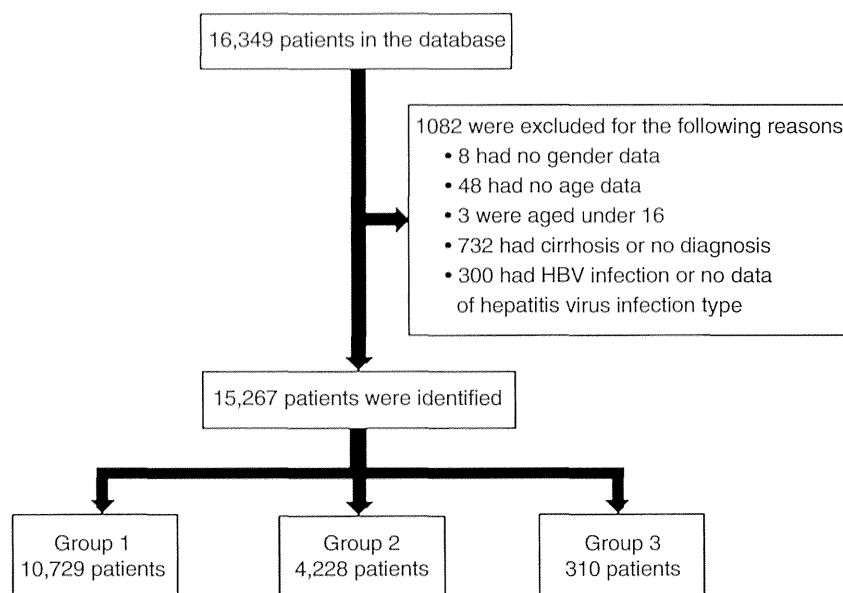 16,349 patients in the database
1082 were excluded for the following reasons
• 8 had no gender data
• 48 had no age data
• 3 were aged under 16
• 732 had cirrhosis or no diagnosis
• 300 had HBV infection or no data
of hepatitis virus infection type
15,267 patients were identified
Group 1
10,729 patients
Group 2
4,228 patients
Group 3
310 patients